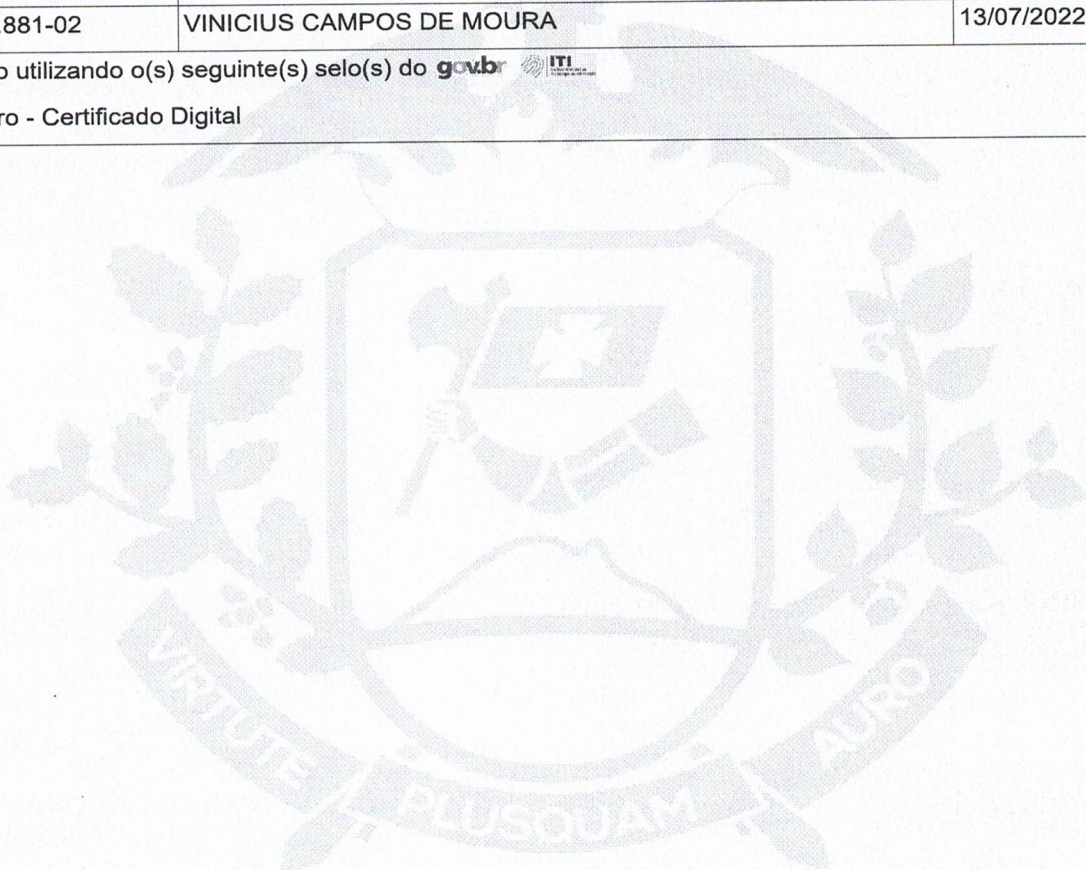 .881-02 VINICIUS CAMPOS DE MOURA 13/07/2022
o utilizando o(s) seguinte(s) selo(s) do gov.br ITI
ro - Certificado Digital
VIRTUTE PLUSQUAM AURO